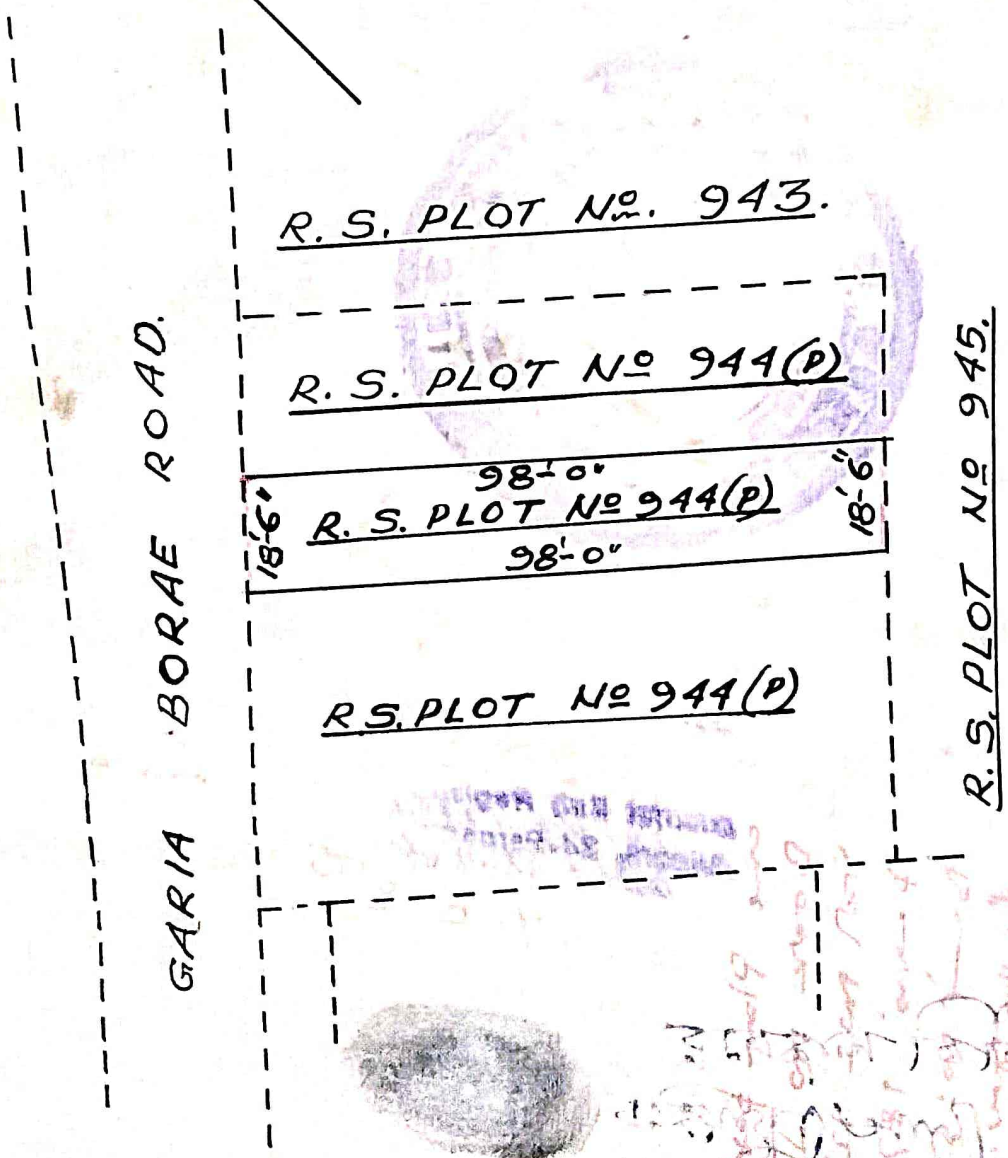 R. S. PLOT Nº. 943.
R. S. PLOT Nº 944(P)
98'-0"
18'-6"
R. S. PLOT Nº 944(P)
18'-6"
98'-0"
R S. PLOT Nº 944(P)
GARIA BORAE ROAD.
R. S. PLOT Nº 945.